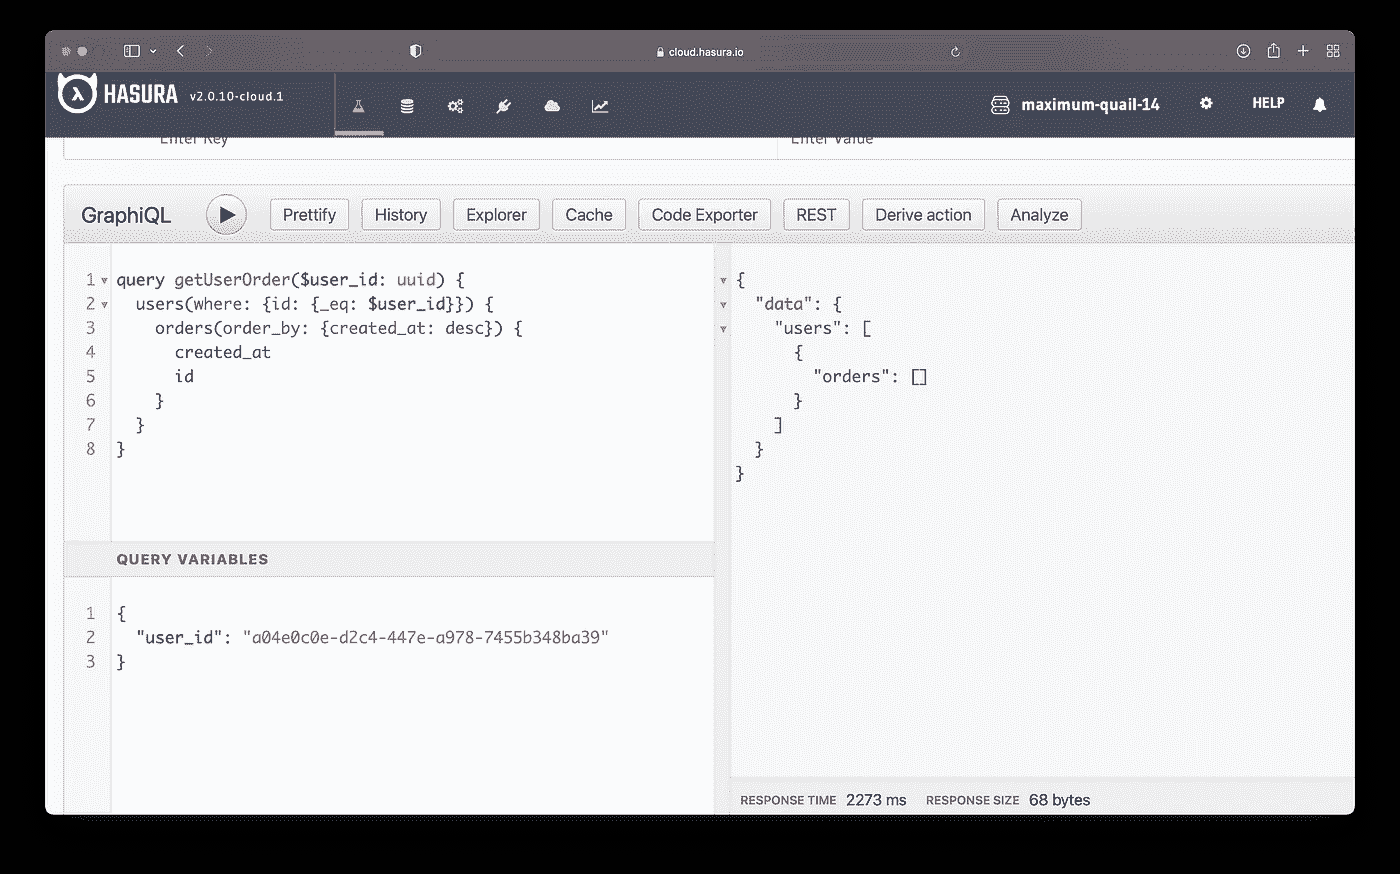 cloud.hasura.io
HASURA v2.0.10-cloud.1
maximum-quail-14
HELP
Enter Key
Enter Value
GraphiQL
Prettify
History
Explorer
Cache
Code Exporter
REST
Derive action
Analyze
1 query getUserOrder($user_id: uuid) {
2 users(where: {id: {_eq: $user_id}}) {
3 orders(order_by: {created_at: desc}) {
4 created_at
5 id
6 }
7 }
8 }
QUERY VARIABLES
1 {
2 "user_id": "a04e0c0e-d2c4-447e-a978-7455b348ba39"
3 }
{
"data": {
"users": [
{
"orders": []
}
]
}
}
RESPONSE TIME 2273 ms RESPONSE SIZE 68 bytes